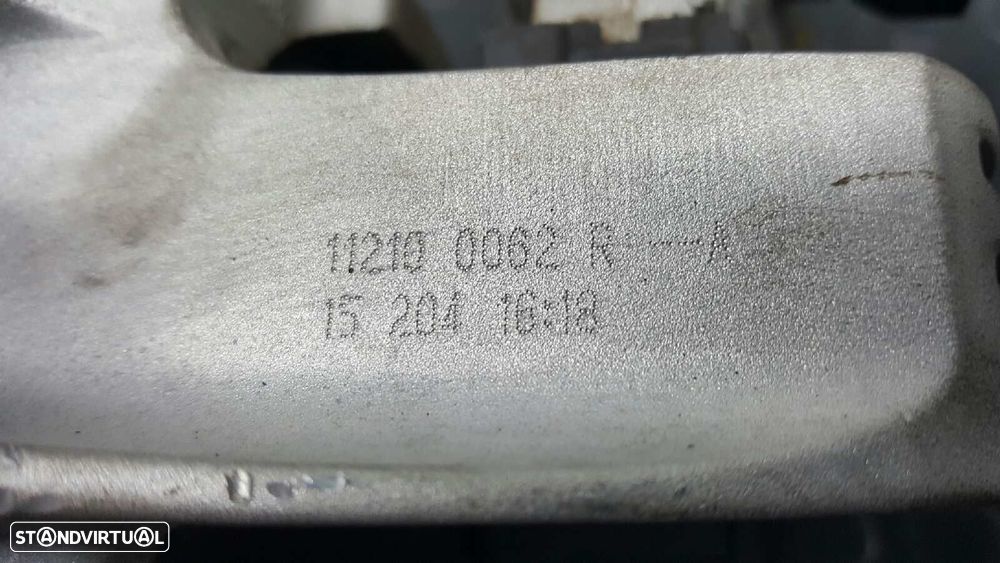 11210 0062 R ---A
15 204 16:18
STANDVIRTUAL